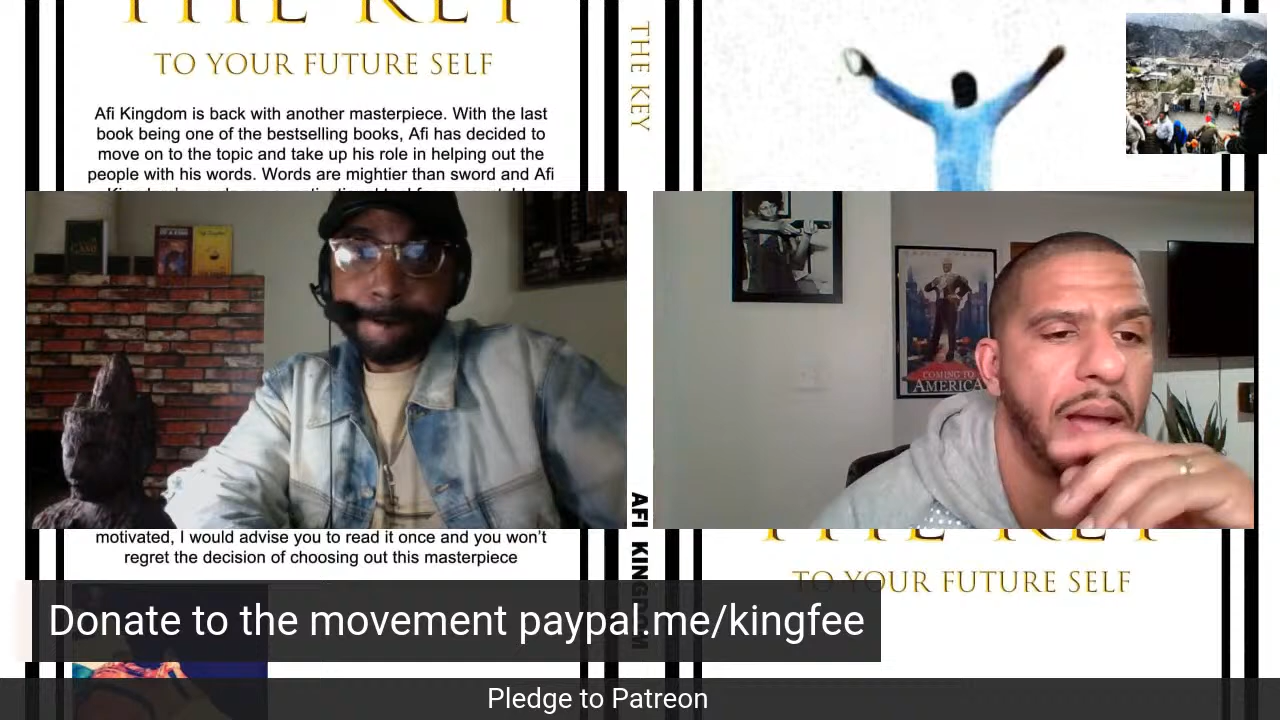 THE KEY
TO YOUR FUTURE SELF
Afi Kingdom is back with another masterpiece. With the last
book being one of the bestselling books, Afi has decided to
move on to the topic and take up his role in helping out the
people with his words. Words are mightier than sword and Afi
motivated, I would advise you to read it once and you won't
regret the decision of choosing out this masterpiece
THE KEY
AFI KINGDOM
COMING TO
AMERICA
THE KEY
TO YOUR FUTURE SELF
Donate to the movement paypal.me/kingfee
Pledge to Patreon